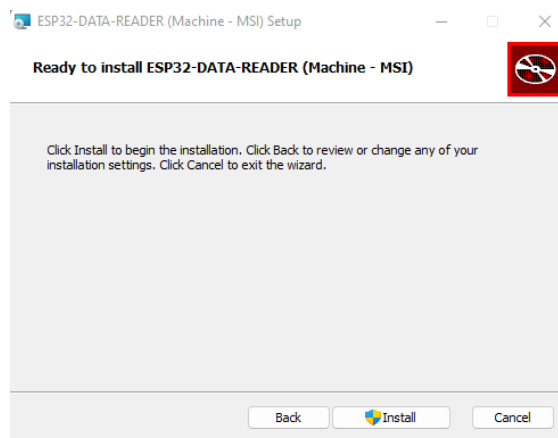 ESP32-DATA-READER (Machine - MSI) Setup
Ready to install ESP32-DATA-READER (Machine - MSI)
Click Install to begin the installation. Click Back to review or change any of your
installation settings. Click Cancel to exit the wizard.
Back Install Cancel